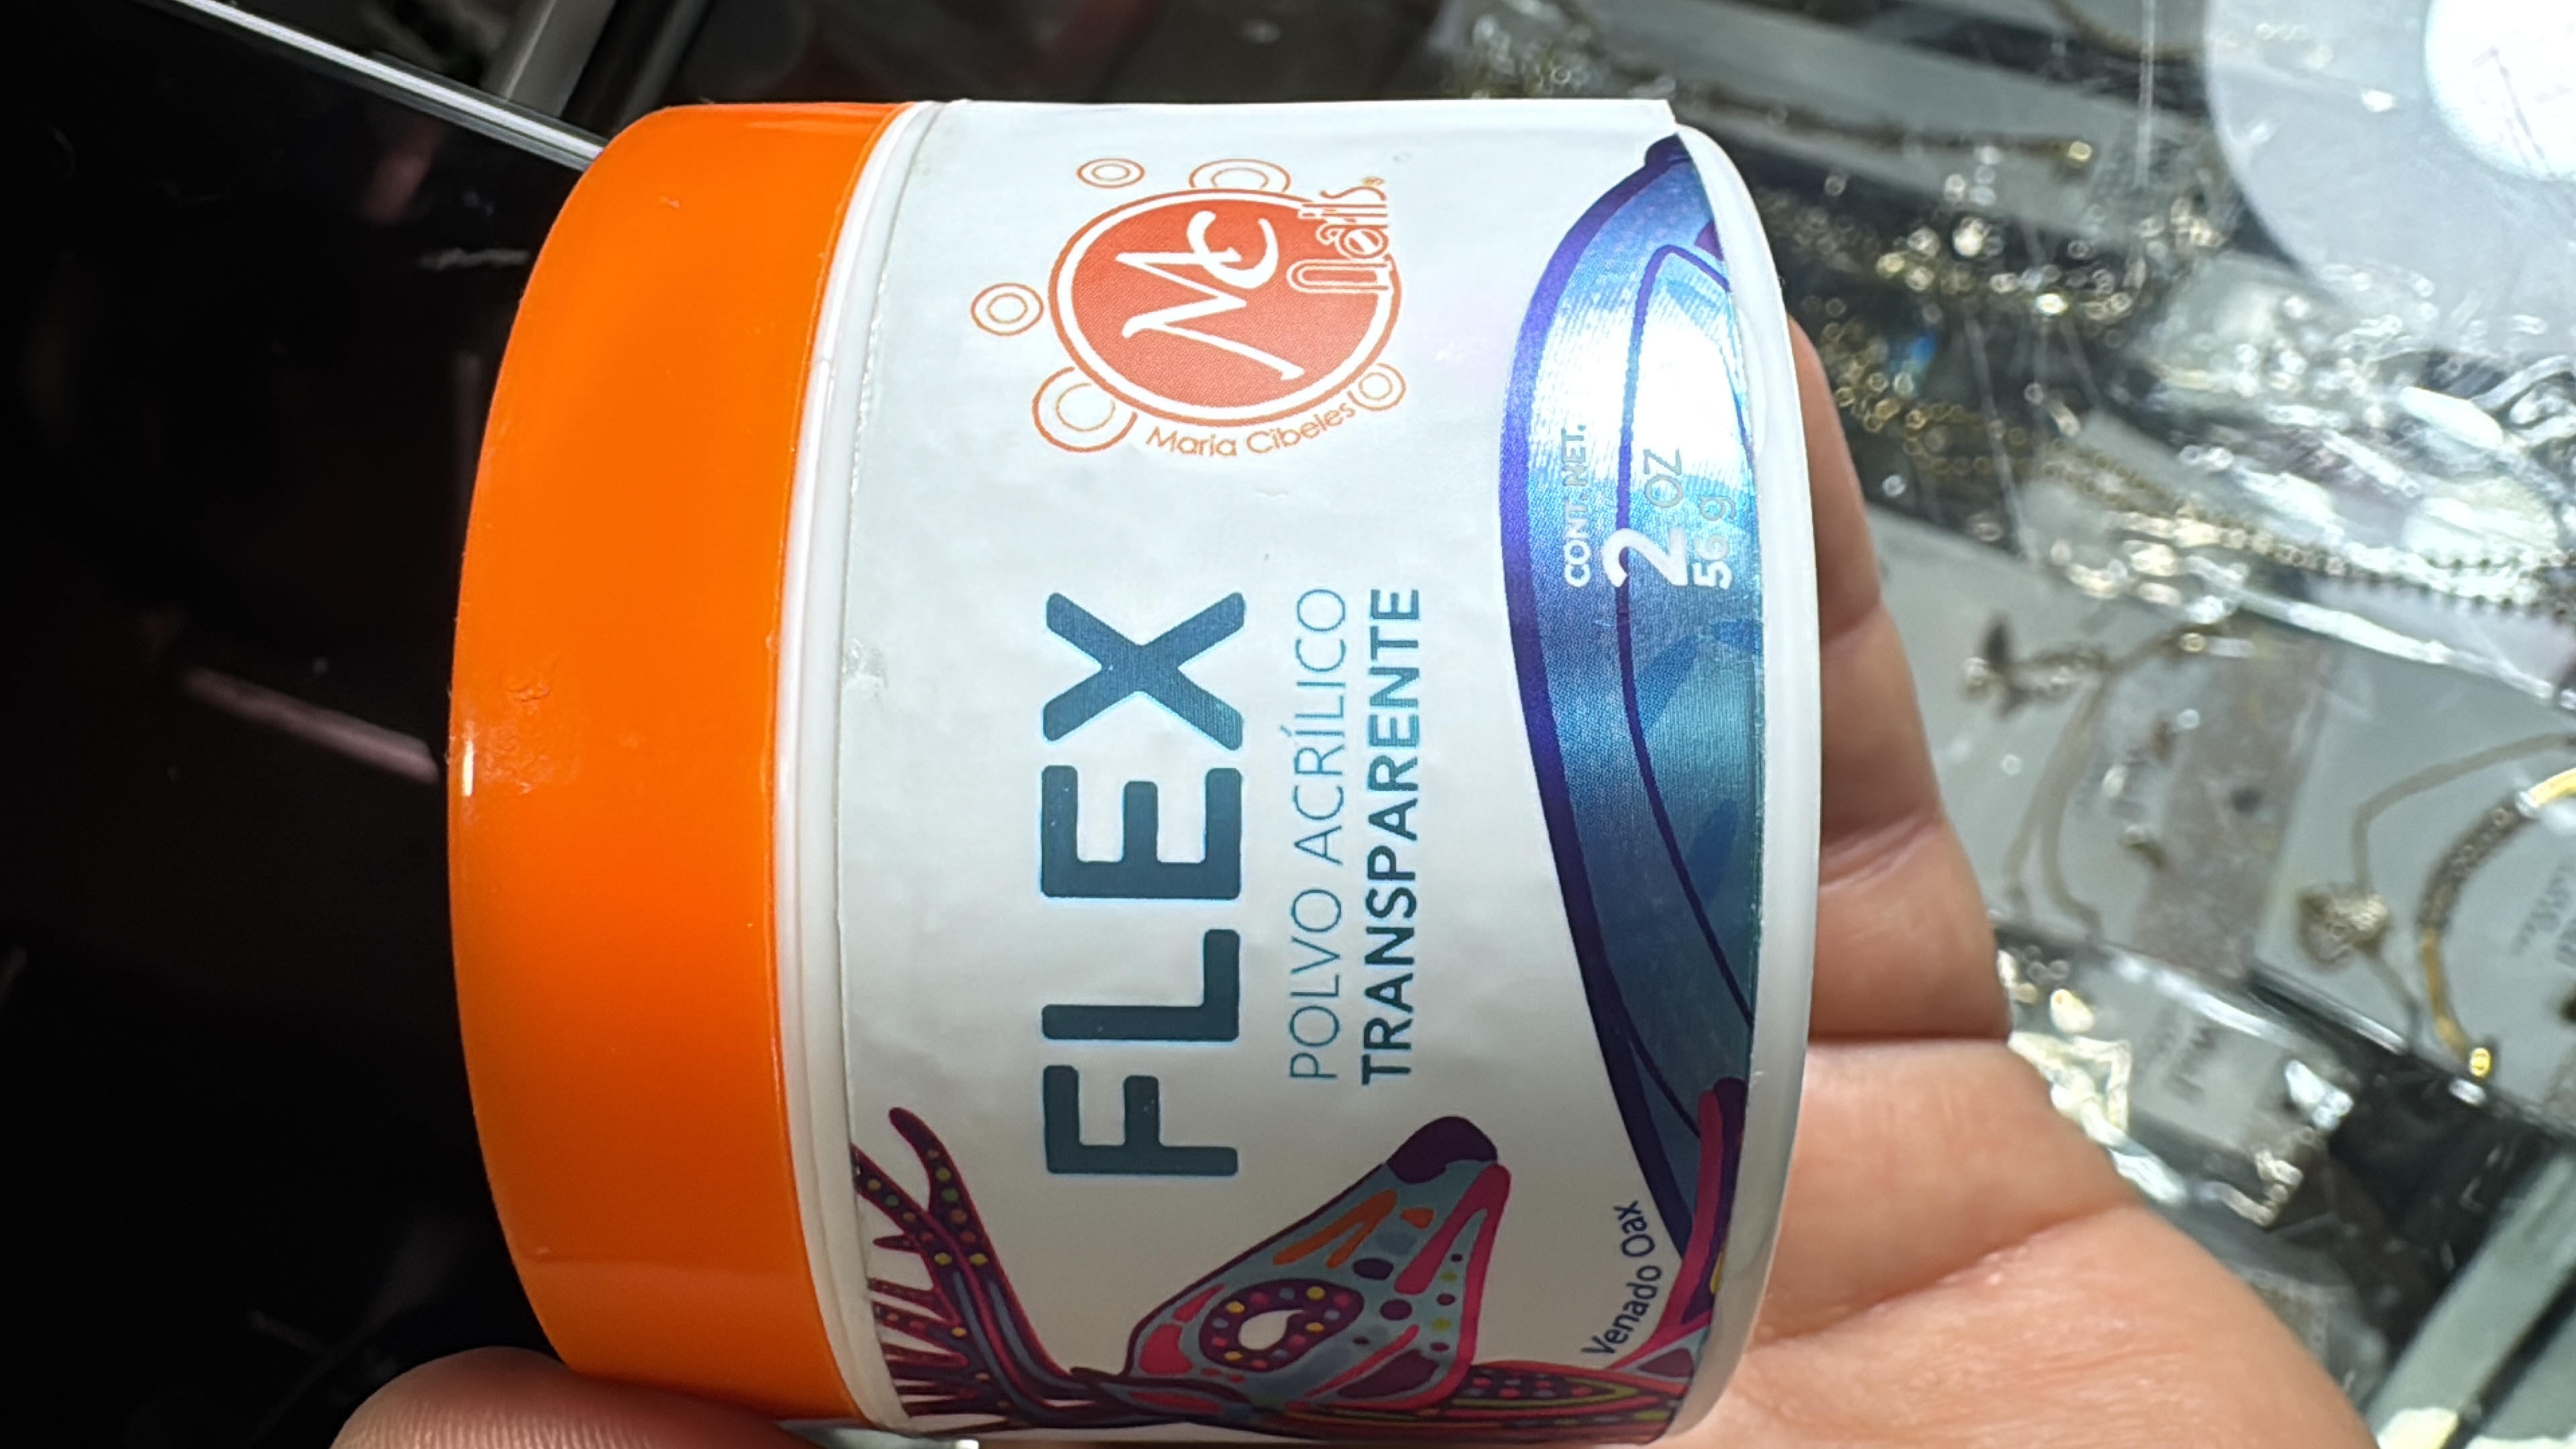 Mc
nails®
Maria Cibeles
FLEX
POLVO ACRÍLICO
TRANSPARENTE
CONT. NET.
2 OZ
56 g
Venado Oax